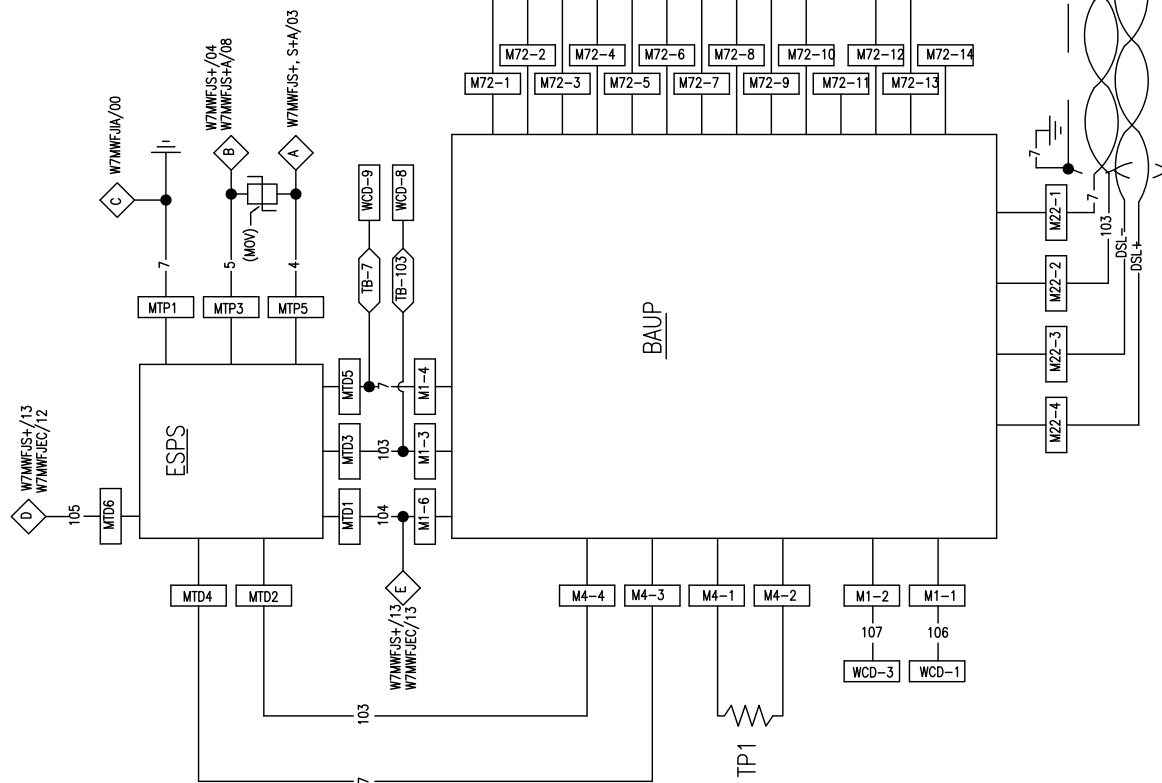 W7MWFJIA/00
C
W7MWFJS+/04
W7MWFJS+A/08
B
W7MWFJS+, S+A/03
A
(MOV)
7
5
4
MTP1
MTP3
MTP5
W7MWFJS+/13
W7MWFJEC/12
D
105
MTD6
ESPS
MTD5
MTD3
MTD1
7
103
104
M1-4
M1-3
M1-6
TB-7
TB-103
WCD-9
WCD-8
E
W7MWFJS+/13
W7MWFJEC/13
MTD4
MTD2
103
7
M72-2
M72-4
M72-6
M72-8
M72-10
M72-12
M72-14
M72-1
M72-3
M72-5
M72-7
M72-9
M72-11
M72-13
BAUP
M4-4
M4-3
M4-1
M4-2
M1-2
M1-1
107
106
WCD-3
WCD-1
TP1
M22-1
M22-2
M22-3
M22-4
7
7
103
DSL-
DSL+